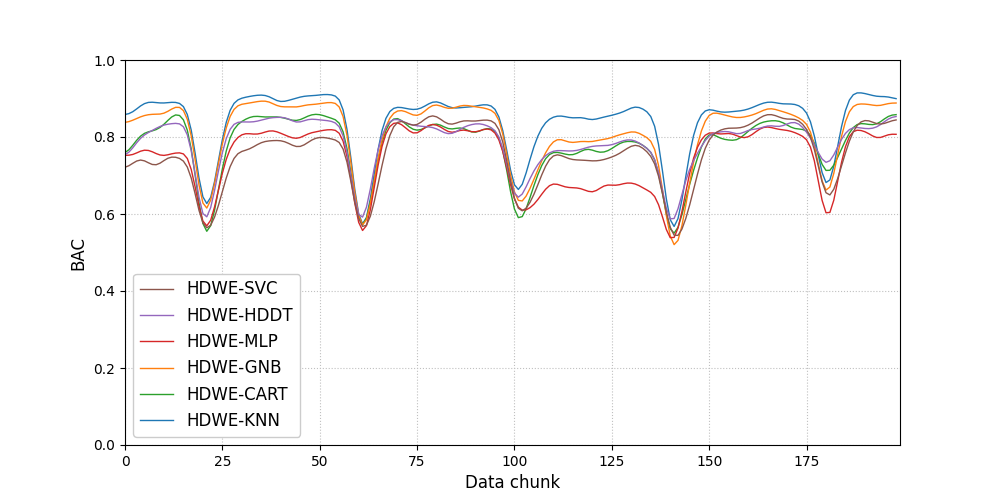 1.0
0.8
0.6
0.4
0.2
0.0
BAC
HDWE-SVC
HDWE-HDDT
HDWE-MLP
HDWE-GNB
HDWE-CART
HDWE-KNN
0 25 50 75 100 125 150 175
Data chunk